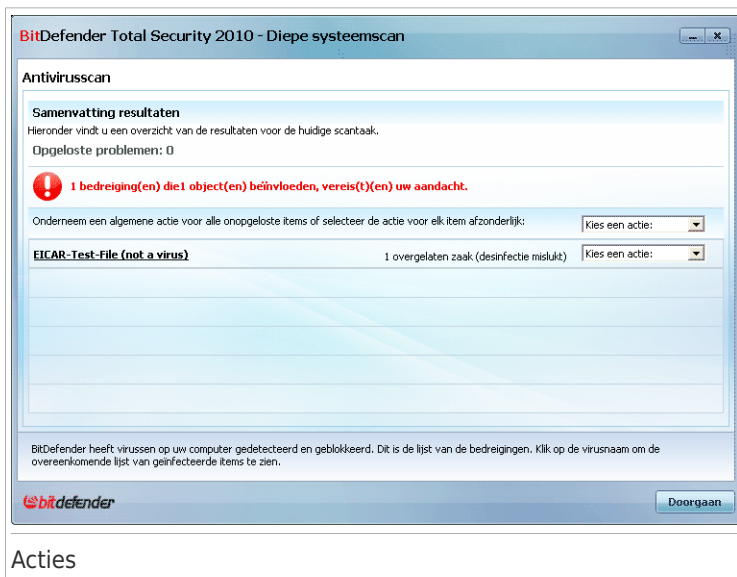 BitDefender Total Security 2010 - Diepe systeemscan
Antivirusscan
Samenvatting resultaten
Hieronder vindt u een overzicht van de resultaten voor de huidige scantaak.
Opgeloste problemen: 0
1 bedreiging(en) die1 object(en) beïnvloeden, vereis(t)(en) uw aandacht.
Onderneem een algemene actie voor alle onopgeloste items of selecteer de actie voor elk item afzonderlijk: Kies een actie:
EICAR-Test-File (not a virus) 1 overgelaten zaak (desinfectie mislukt) Kies een actie:
BitDefender heeft virussen op uw computer gedetecteerd en geblokkeerd. Dit is de lijst van de bedreigingen. Klik op de virusnaam om de
overeenkomende lijst van geïnfecteerde items te zien.
bitdefender Doorgaan
Acties